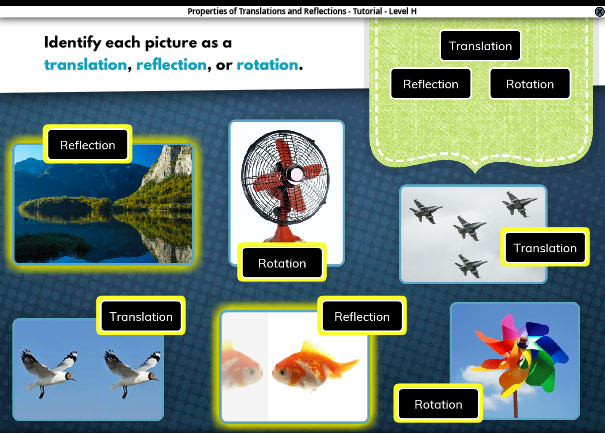 Properties of Translations and Reflections - Tutorial - Level H
Identify each picture as a
translation, reflection, or rotation.
Translation
Reflection
Rotation
Reflection
Rotation
Translation
Translation
Reflection
Rotation